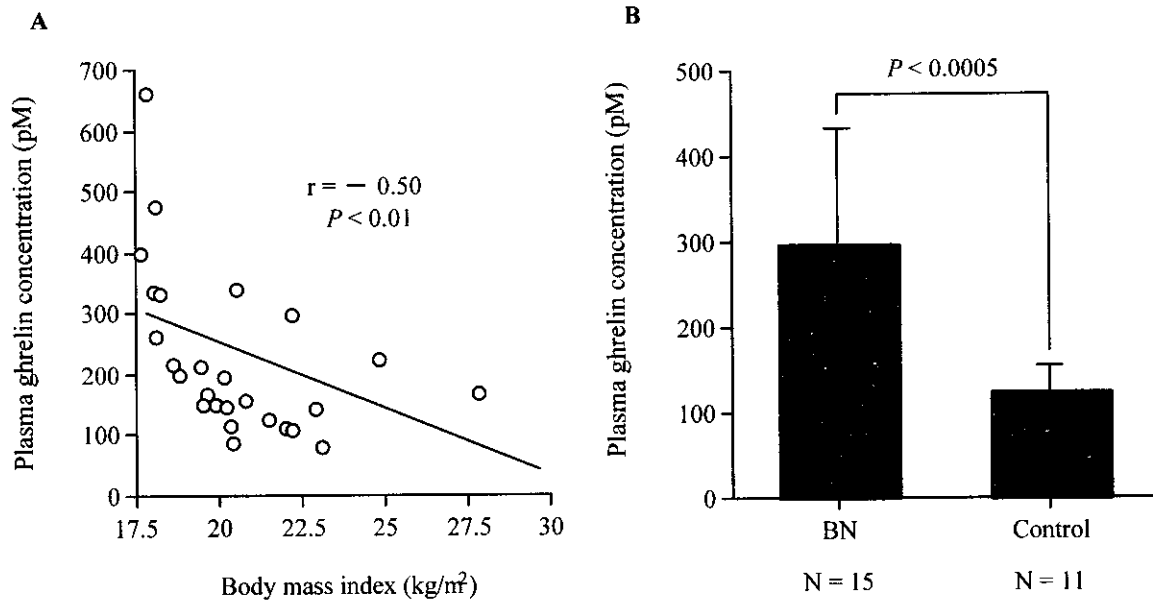 A
Plasma ghrelin concentration (pM)
700
600
500
400
300
200
100
0
r = − 0.50
P < 0.01
17.5 20 22.5 25 27.5 30
Body mass index (kg/m²)
B
Plasma ghrelin concentration (pM)
500
400
300
200
100
0
P < 0.0005
BN Control
N = 15 N = 11